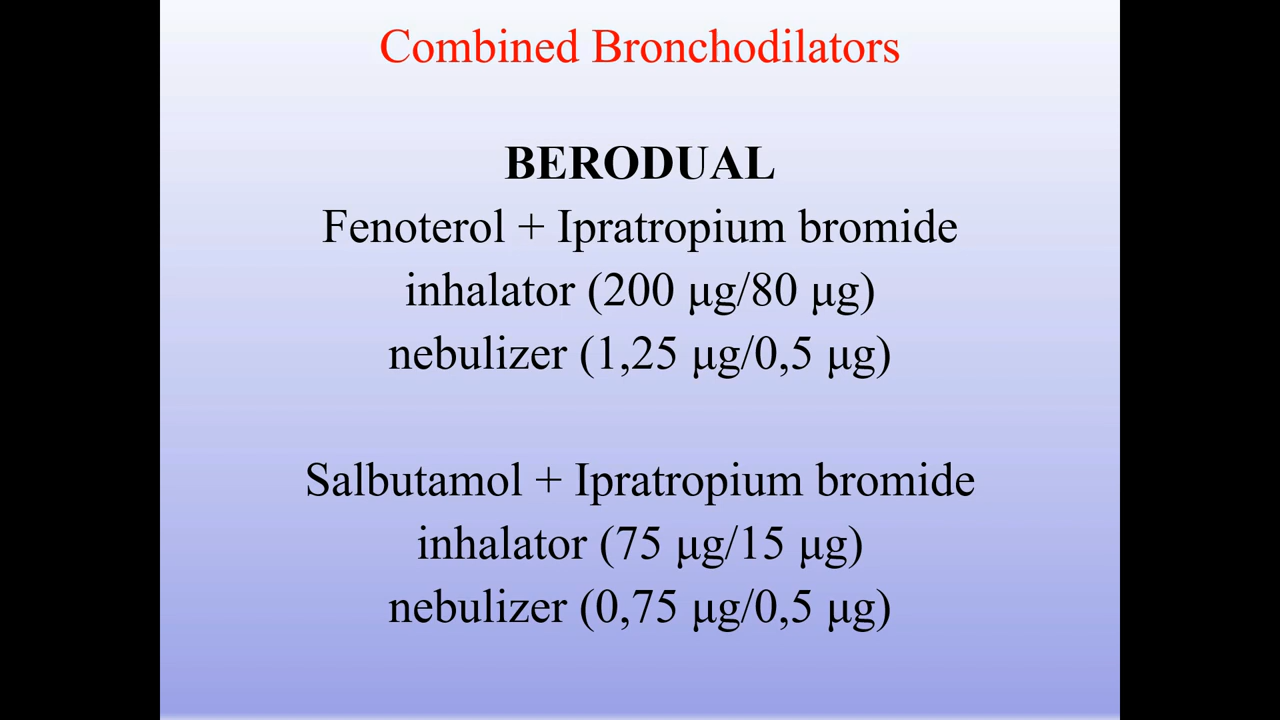 Combined Bronchodilators
BERODUAL
Fenoterol + Ipratropium bromide
inhalator (200 μg/80 μg)
nebulizer (1,25 μg/0,5 μg)
Salbutamol + Ipratropium bromide
inhalator (75 μg/15 μg)
nebulizer (0,75 μg/0,5 μg)